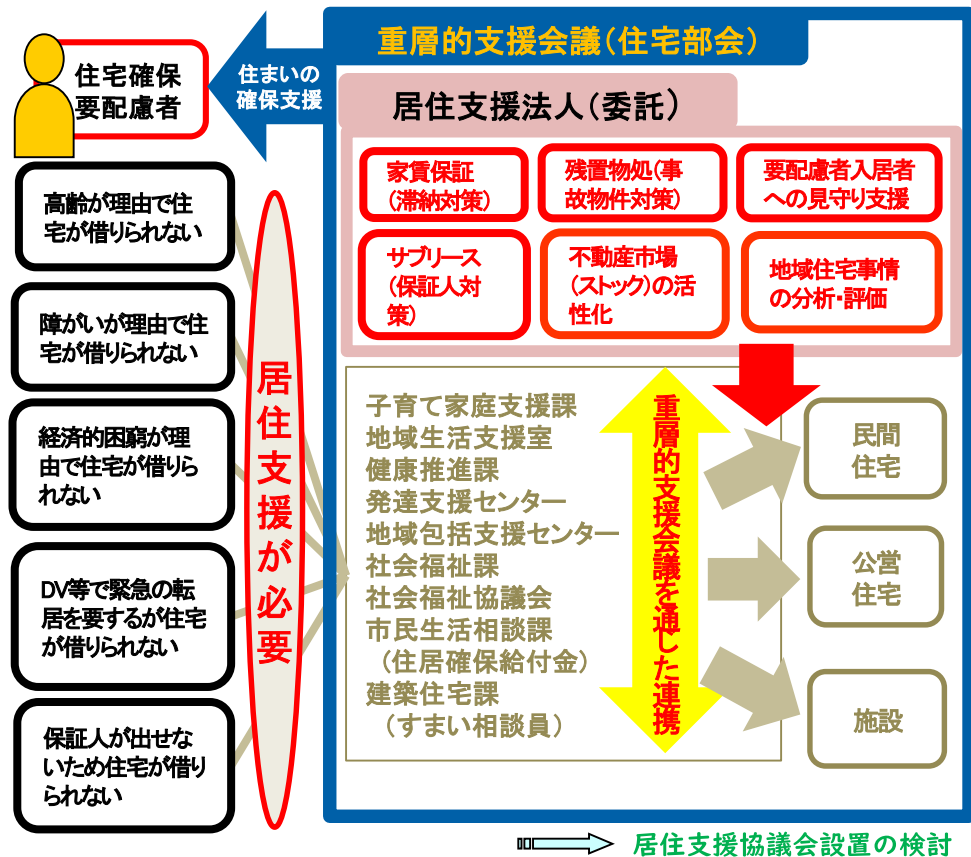 重層的支援会議（住宅部会）
住まいの
確保支援
住宅確保
要配慮者
居住支援法人（委託）
家賃保証
（滞納対策）
残置物処（事
故物件対策）
要配慮者入居者
への見守り支援
サブリース
（保証人対
策）
不動産市場
（ストック）の活
性化
地域住宅事情
の分析・評価
高齢が理由で住
宅が借りられない
障がいが理由で住
宅が借りられない
経済的困窮が理
由で住宅が借りら
れない
DV等で緊急の転
居を要するが住宅
が借りられない
保証人が出せな
いため住宅が借り
られない
居住支援が必要
子育て家庭支援課
地域生活支援室
健康推進課
発達支援センター
地域包括支援センター
社会福祉課
社会福祉協議会
市民生活相談課
（住居確保給付金）
建築住宅課
（すまい相談員）
重層的支援会議を通じた連携
民間
住宅
公営
住宅
施設
居住支援協議会設置の検討